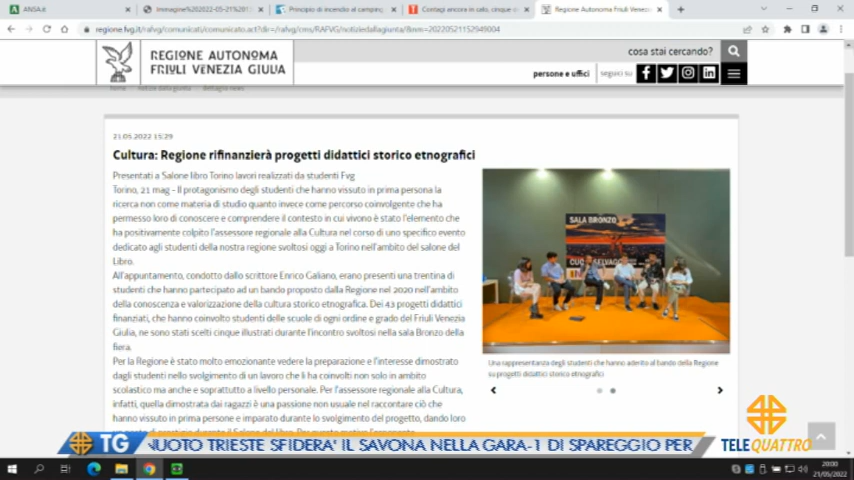 ANSA.it
Immagine%202022-05-21%
Principio di incendio al camping
Contagi ancora in salo, cinque
Regione Autonoma Friuli Venezi
regione.fvg.it/rafvg/comunicati/comunicato.act?dir=/rafvg/cms/RAFVG/notiziedallagiunta/&nm=20220521152949004
REGIONE AUTONOMA
FRIULI VENEZIA GIULIA
cosa stai cercando?
persone e uffici
seguici su
home notizie dalla giunta dettaglio news
21.05.2022 15:29
Cultura: Regione rifinanzierà progetti didattici storico etnografici
Presentati a Salone libro Torino lavori realizzati da studenti Fvg
Torino, 21 mag - Il protagonismo degli studenti che hanno vissuto in prima persona la
ricerca non come materia di studio quanto invece come percorso coinvolgente che ha
permesso loro di conoscere e comprendere il contesto in cui vivono è stato l'elemento che
ha positivamente colpito l'assessore regionale alla Cultura nel corso di uno specifico evento
dedicato agli studenti della nostra regione svoltosi oggi a Torino nell'ambito del salone del
Libro.
All'appuntamento, condotto dallo scrittore Enrico Galiano, erano presenti una trentina di
studenti che hanno partecipato ad un bando proposto dalla Regione nel 2020 nell'ambito
della conoscenza e valorizzazione della cultura storico etnografica. Dei 43 progetti didattici
finanziati, che hanno coinvolto studenti delle scuole di ogni ordine e grado del Friuli Venezia
Giulia, ne sono stati scelti cinque illustrati durante l'incontro svoltosi nella sala Bronzo della
fiera.
Per la Regione è stato molto emozionante vedere la preparazione e l'interesse dimostrato
dagli studenti nello svolgimento di un lavoro che li ha coinvolti non solo in ambito
scolastico ma anche e soprattutto a livello personale. Per l'assessore regionale alla Cultura,
infatti, quella dimostrata dai ragazzi è una passione non usuale nel raccontare ciò che
hanno vissuto in prima persone e imparato durante lo svolgimento del progetto, dando loro
SALA BRONZO
CUORI SELVAGGI
Una rappresentanza degli studenti che hanno aderito al bando della Regione
su progetti didattici storico etnografici
TG
NUOTO TRIESTE SFIDERA' IL SAVONA NELLA GARA-1 DI SPAREGGIO PER
TELEQUATTRO
20:00
21/05/2022